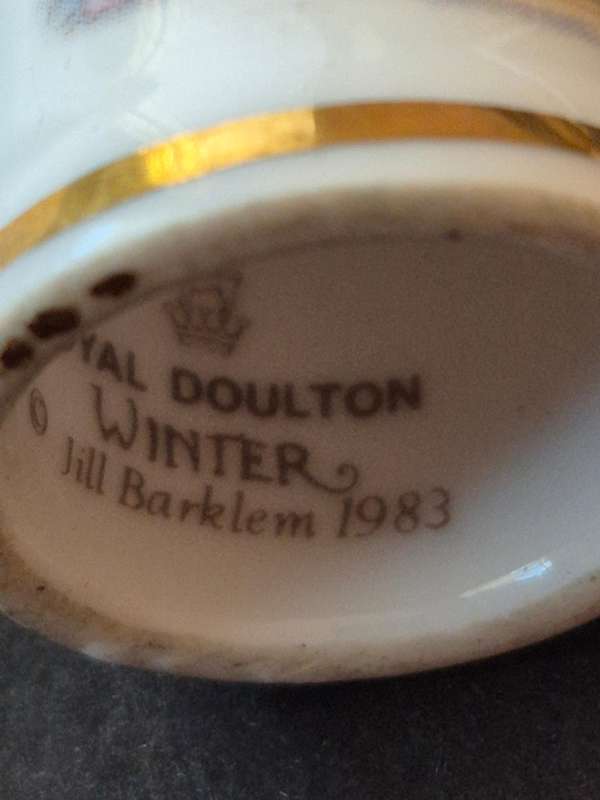 YAL DOULTON
©
WINTER
Jill Barklem 1983